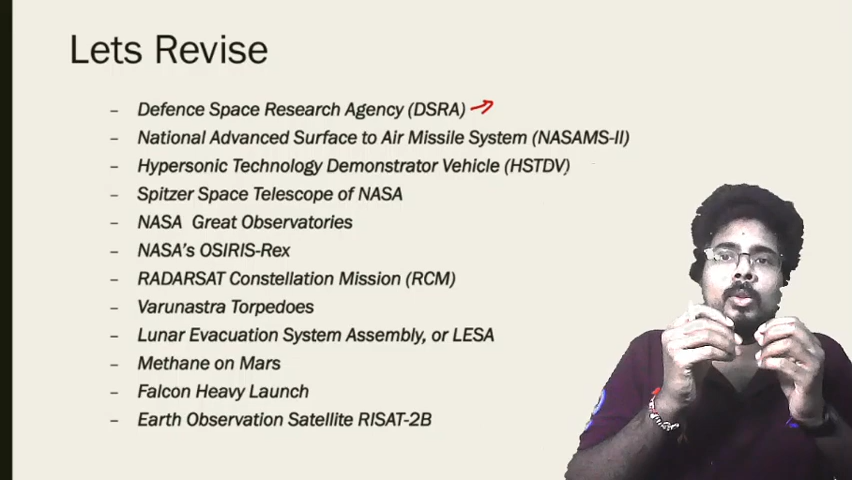 Lets Revise
– Defence Space Research Agency (DSRA)
– National Advanced Surface to Air Missile System (NASAMS-II)
– Hypersonic Technology Demonstrator Vehicle (HSTDV)
– Spitzer Space Telescope of NASA
– NASA Great Observatories
– NASA's OSIRIS-Rex
– RADARSAT Constellation Mission (RCM)
– Varunastra Torpedoes
– Lunar Evacuation System Assembly, or LESA
– Methane on Mars
– Falcon Heavy Launch
– Earth Observation Satellite RISAT-2B